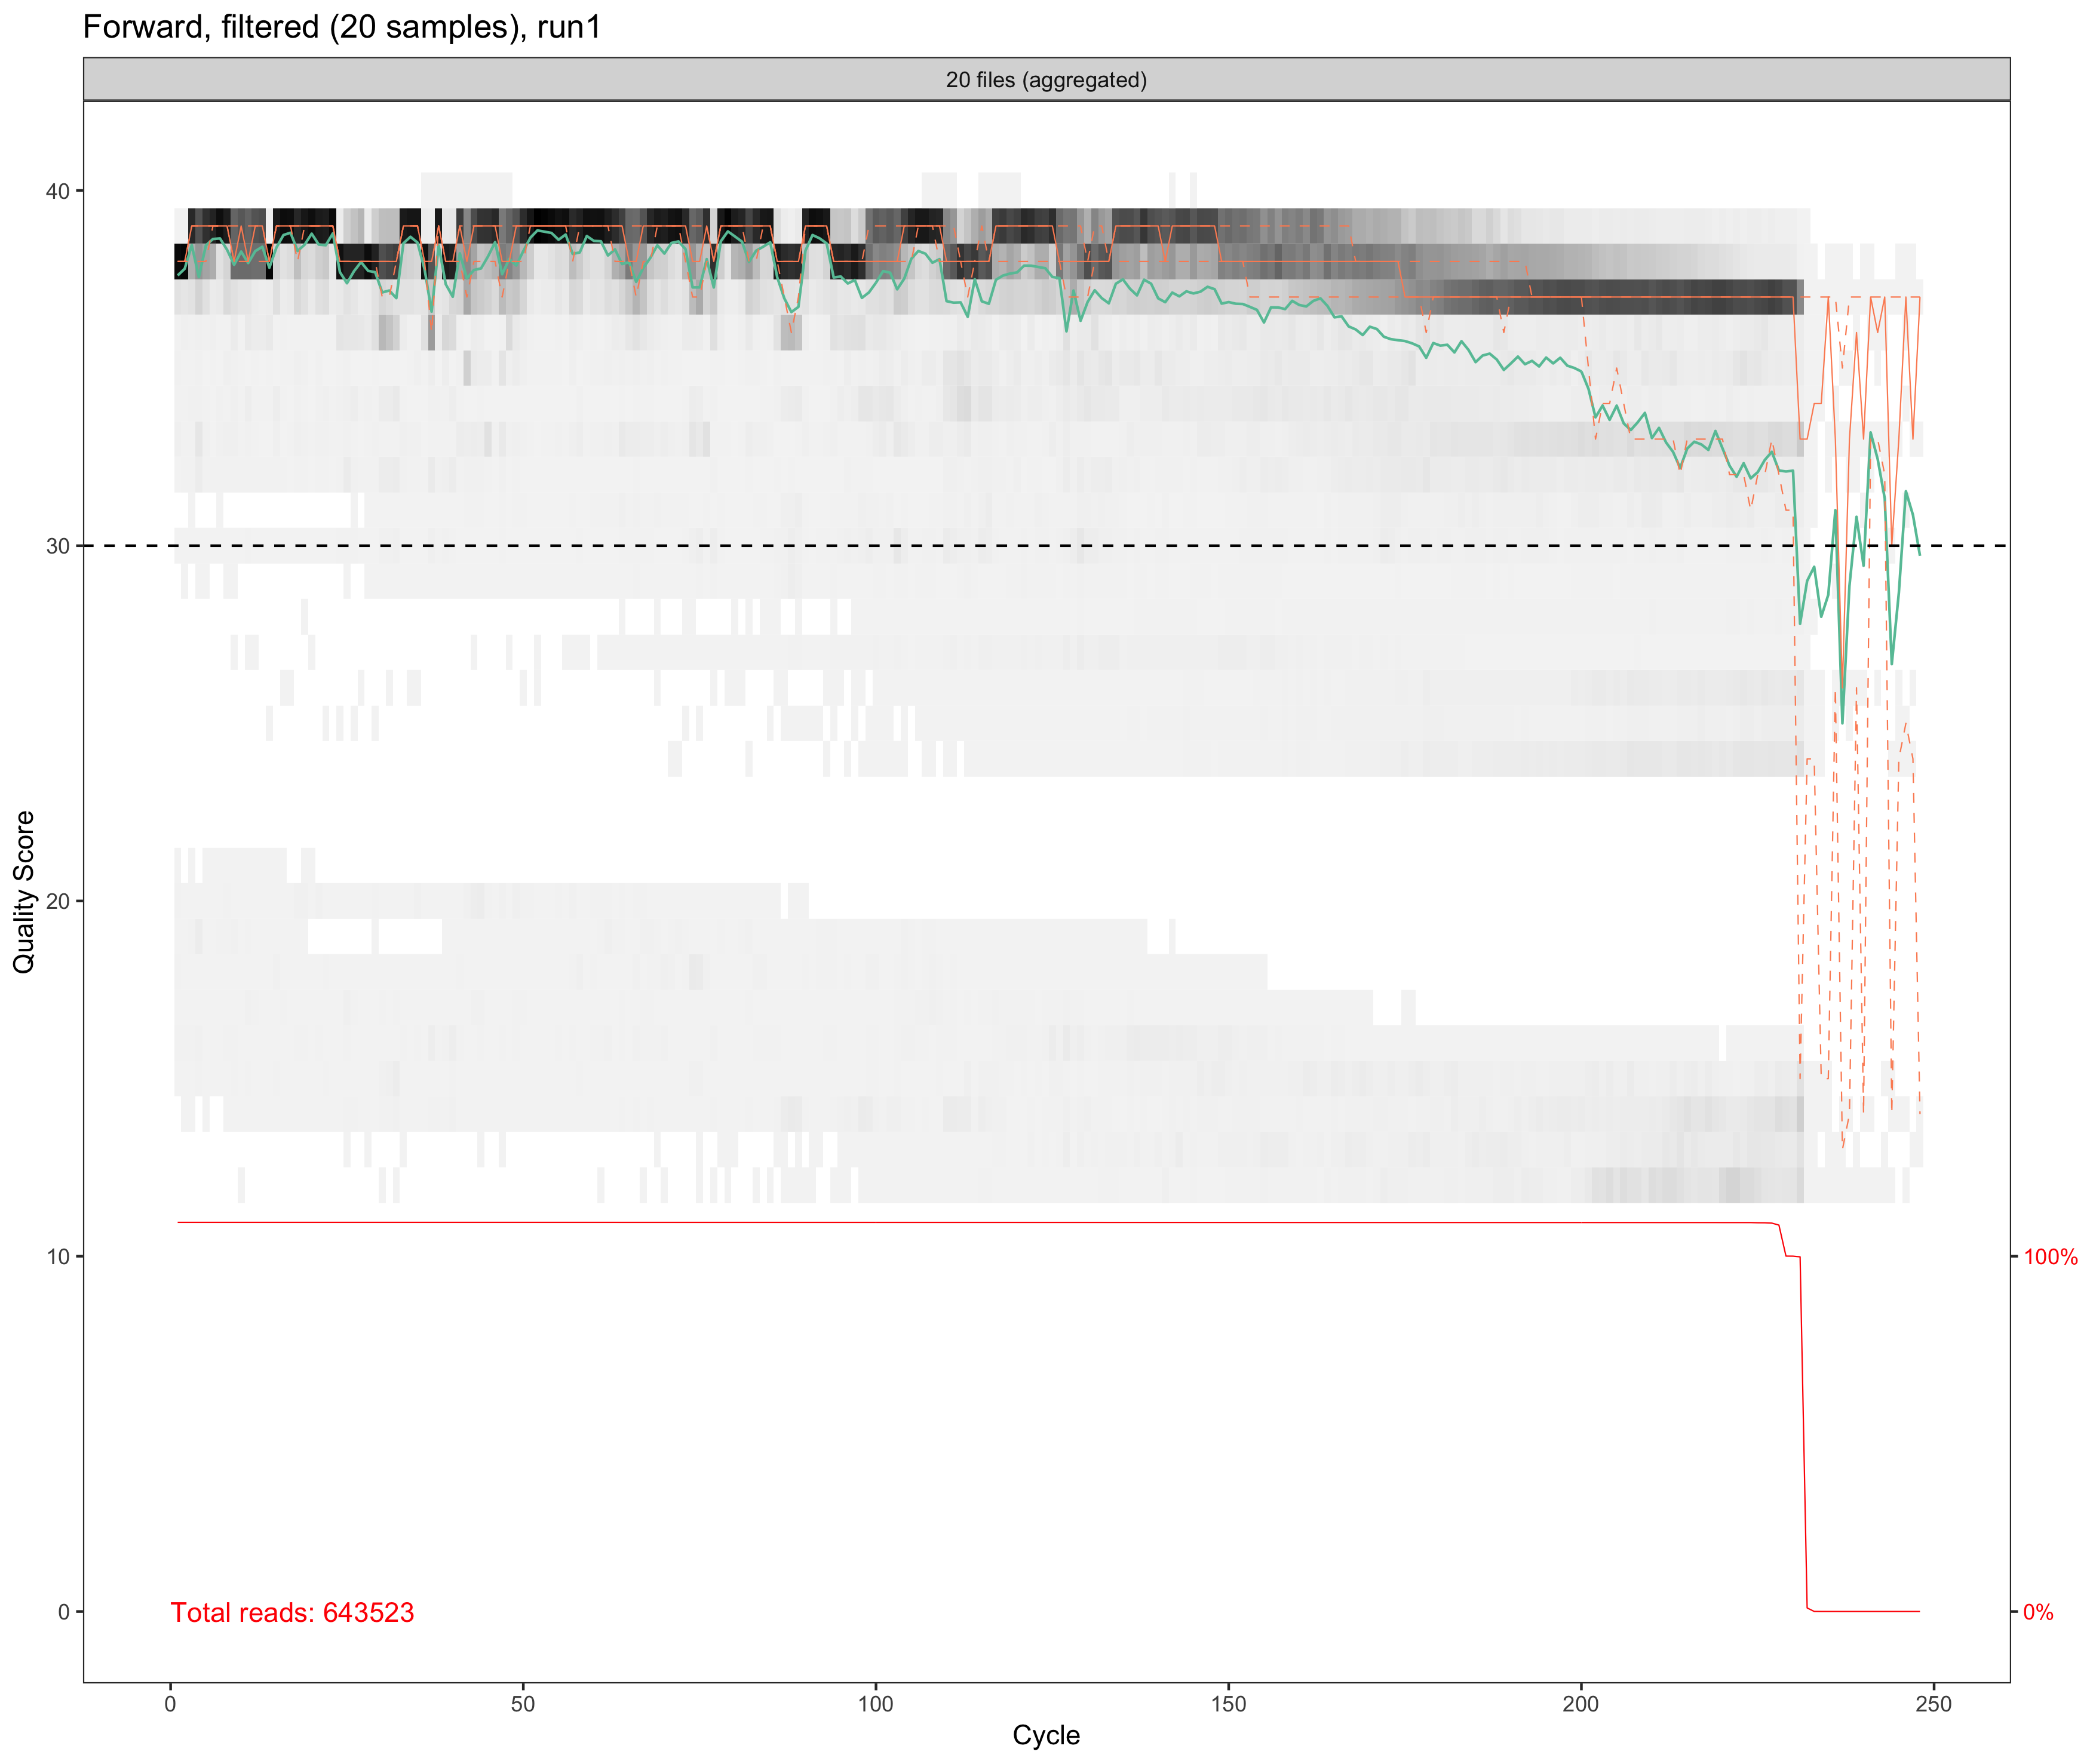 Forward, filtered (20 samples), run1
20 files (aggregated)
40
30
20
10
0
Quality Score
100%
0%
Total reads: 643523
0
50
100
150
200
250
Cycle